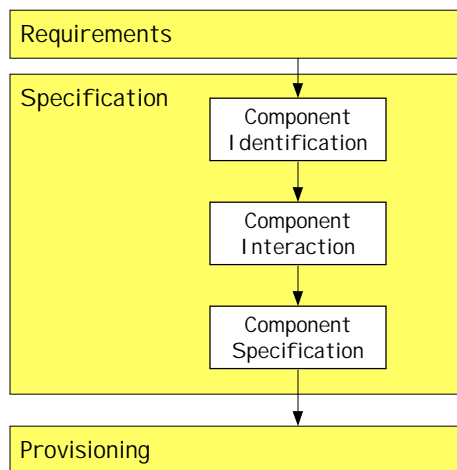 Requirements
Specification
Component
Identification
Component
Interaction
Component
Specification
Provisioning